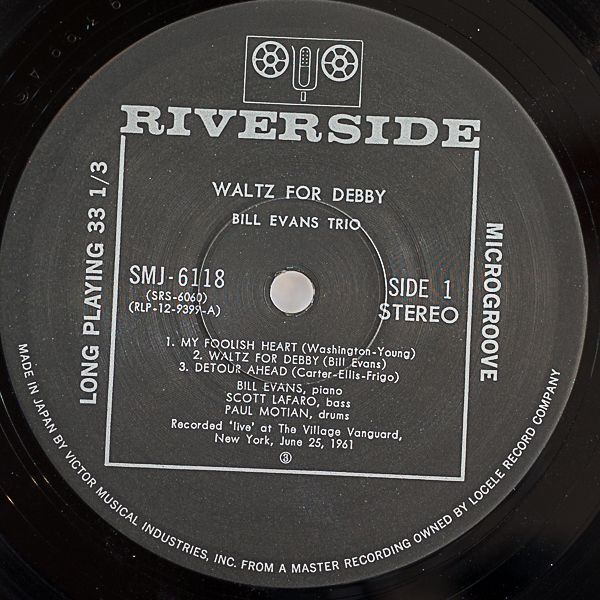 RIVERSIDE
WALTZ FOR DEBBY
BILL EVANS TRIO
LONG PLAYING 33 1/3
MICROGROOVE
SMJ-6118
(SRS-6060)
(RLP-12-9399-A)
SIDE 1
STEREO
1. MY FOOLISH HEART (Washington-Young)
2. WALTZ FOR DEBBY (Bill Evans)
3. DETOUR AHEAD (Carter-Ellis-Frigo)
BILL EVANS, piano
SCOTT LAFARO, bass
PAUL MOTIAN, drums
Recorded 'live' at The Village Vanguard,
New York, June 25, 1961
③
MADE IN JAPAN BY VICTOR MUSICAL INDUSTRIES, INC. FROM A MASTER RECORDING OWNED BY LOCELE RECORD COMPANY